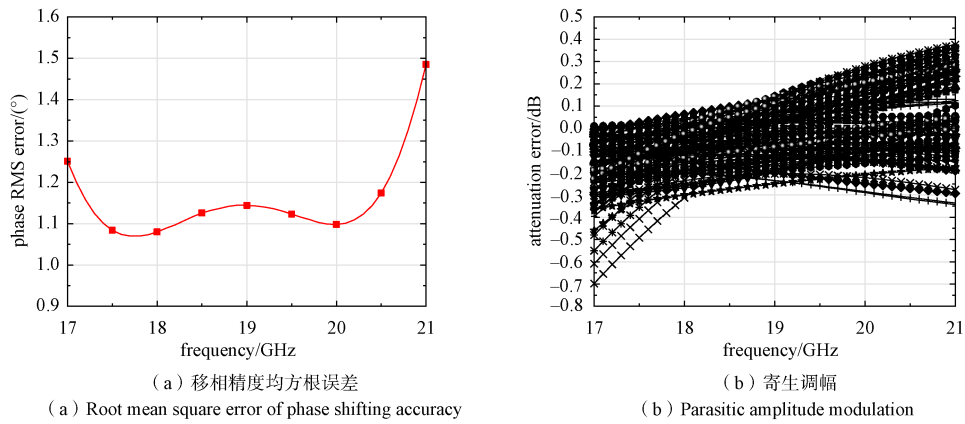 1.6
1.5
1.4
1.3
1.2
1.1
1.0
0.9
phase RMS error/(°)
17 18 19 20 21
frequency/GHz
（a）移相精度均方根误差
（a）Root mean square error of phase shifting accuracy
0.5
0.4
0.3
0.2
0.1
0.0
–0.1
–0.2
–0.3
–0.4
–0.5
–0.6
–0.7
–0.8
attenuation error/dB
17 18 19 20 21
frequency/GHz
（b）寄生调幅
（b）Parasitic amplitude modulation